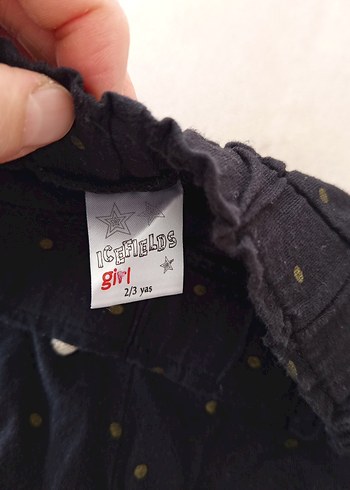 ICEFIELDS
girl
2/3 yas